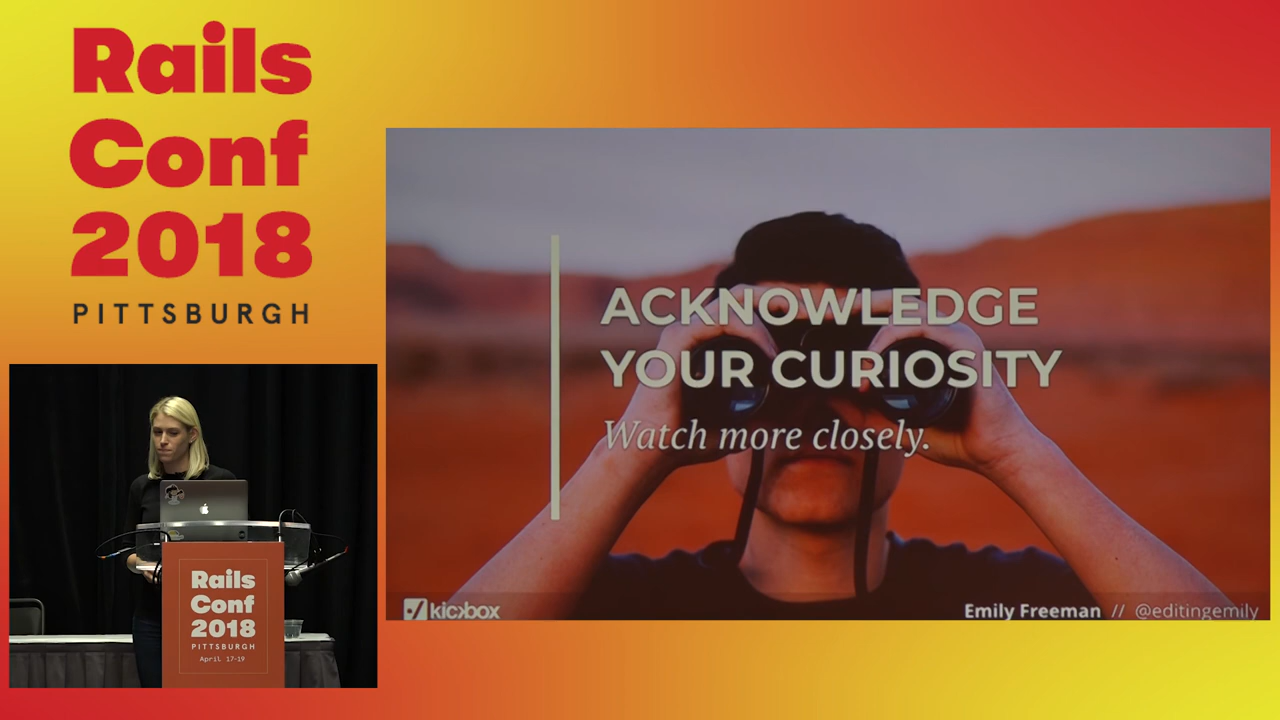 Rails
Conf
2018
PITTSBURGH
ACKNOWLEDGE
YOUR CURIOSITY
Watch more closely.
kickbox
Emily Freeman // @editingemily
Rails
Conf
2018
PITTSBURGH
April 17-19